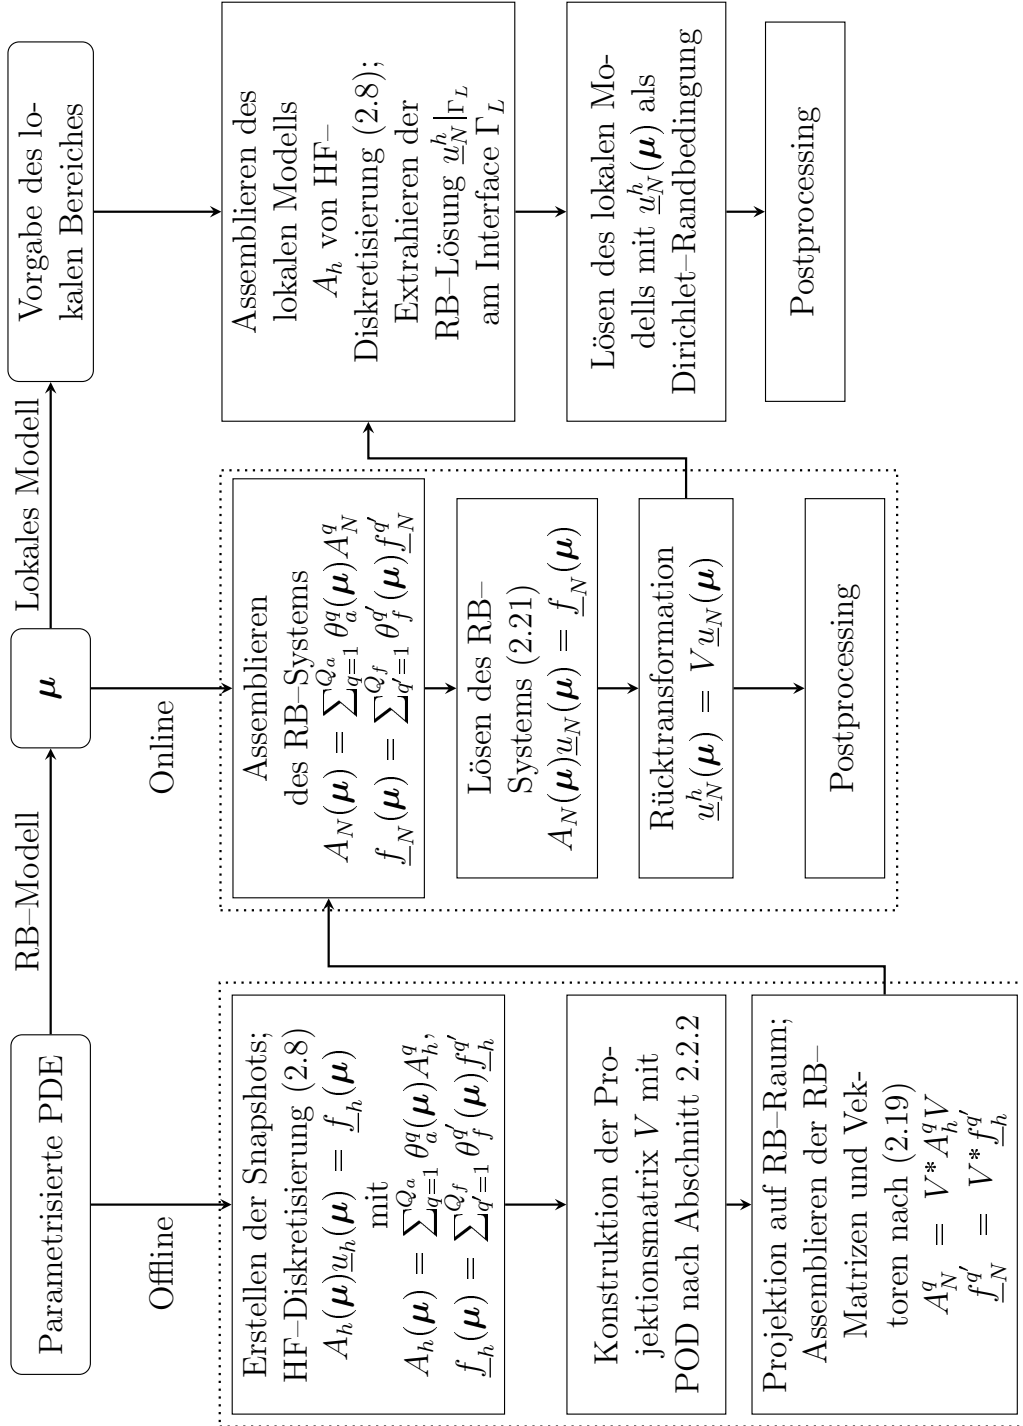 Parametrisierte PDE
RB–Modell
μ
Lokales Modell
Vorgabe des lo-
kalen Bereiches
Offline
Online
Erstellen der Snapshots;
HF–Diskretisierung (2.8)
A_h(μ)u_h(μ) = f_h(μ)
mit
A_h(μ) = ∑_{q=1}^{Q_a} θ_a^q(μ)A_h^q,
f_h(μ) = ∑_{q'=1}^{Q_f} θ_f^{q'}(μ)f_h^{q'}
Konstruktion der Pro-
jektionsmatrix V mit
POD nach Abschnitt 2.2.2
Projektion auf RB–Raum;
Assemblieren der RB–
Matrizen und Vek-
toren nach (2.19)
A_N^q = V*A_h^qV
f_N^{q'} = V*f_h^{q'}
Assemblieren
des RB–Systems
A_N(μ) = ∑_{q=1}^{Q_a} θ_a^q(μ)A_N^q
f_N(μ) = ∑_{q'=1}^{Q_f} θ_f^{q'}(μ)f_N^{q'}
Lösen des RB–
Systems (2.21)
A_N(μ)u_N(μ) = f_N(μ)
Rücktransformation
u_N^h(μ) = Vu_N(μ)
Postprocessing
Assemblieren des
lokalen Modells
A_h von HF–
Diskretisierung (2.8);
Extrahieren der
RB–Lösung u_N^h|Γ_L
am Interface Γ_L
Lösen des lokalen Mo-
dells mit u_N^h(μ) als
Dirichlet–Randbedingung
Postprocessing